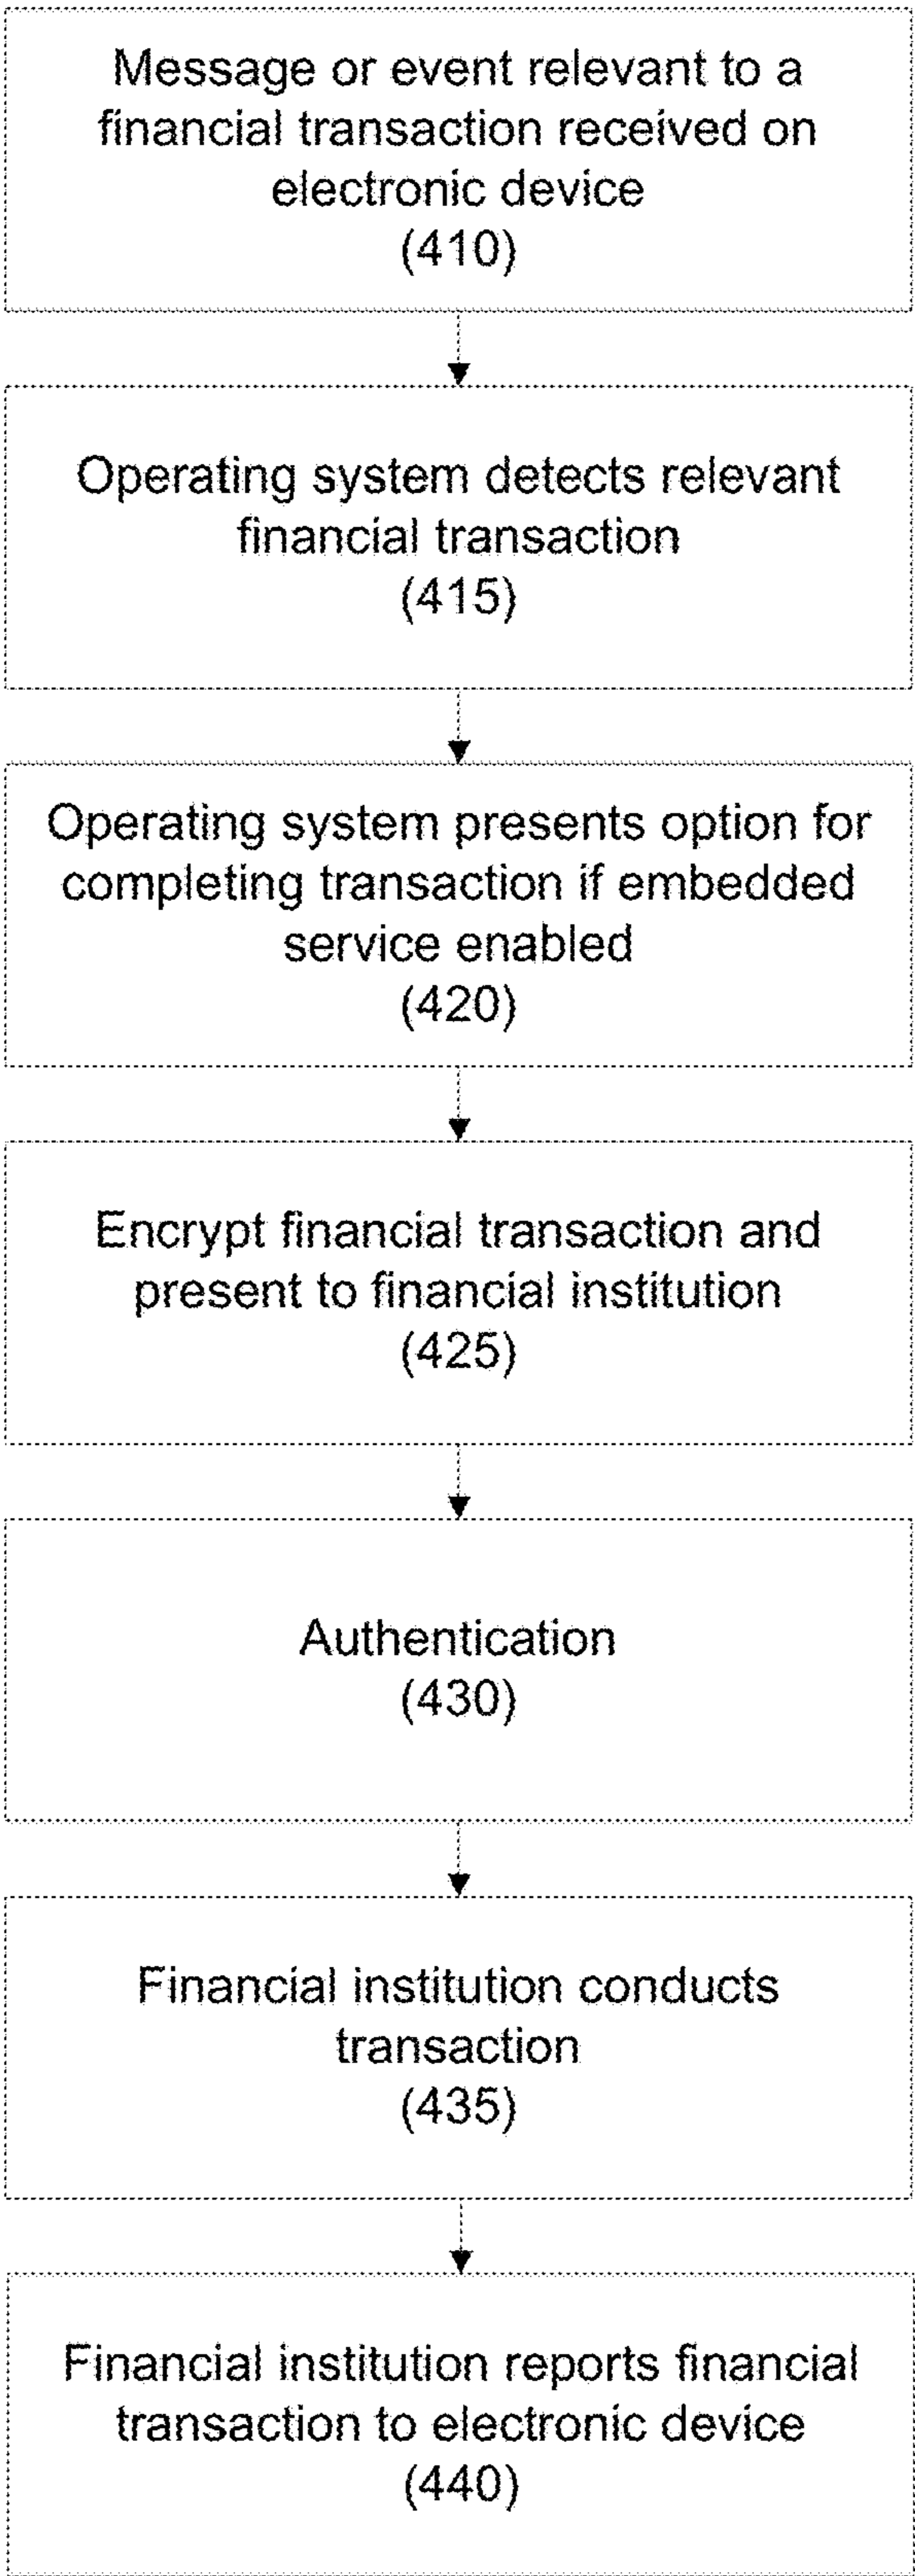 Message or event relevant to a
financial transaction received on
electronic device
(410)
Operating system detects relevant
financial transaction
(415)
Operating system presents option for
completing transaction if embedded
service enabled
(420)
Encrypt financial transaction and
present to financial institution
(425)
Authentication
(430)
Financial institution conducts
transaction
(435)
Financial institution reports financial
transaction to electronic device
(440)